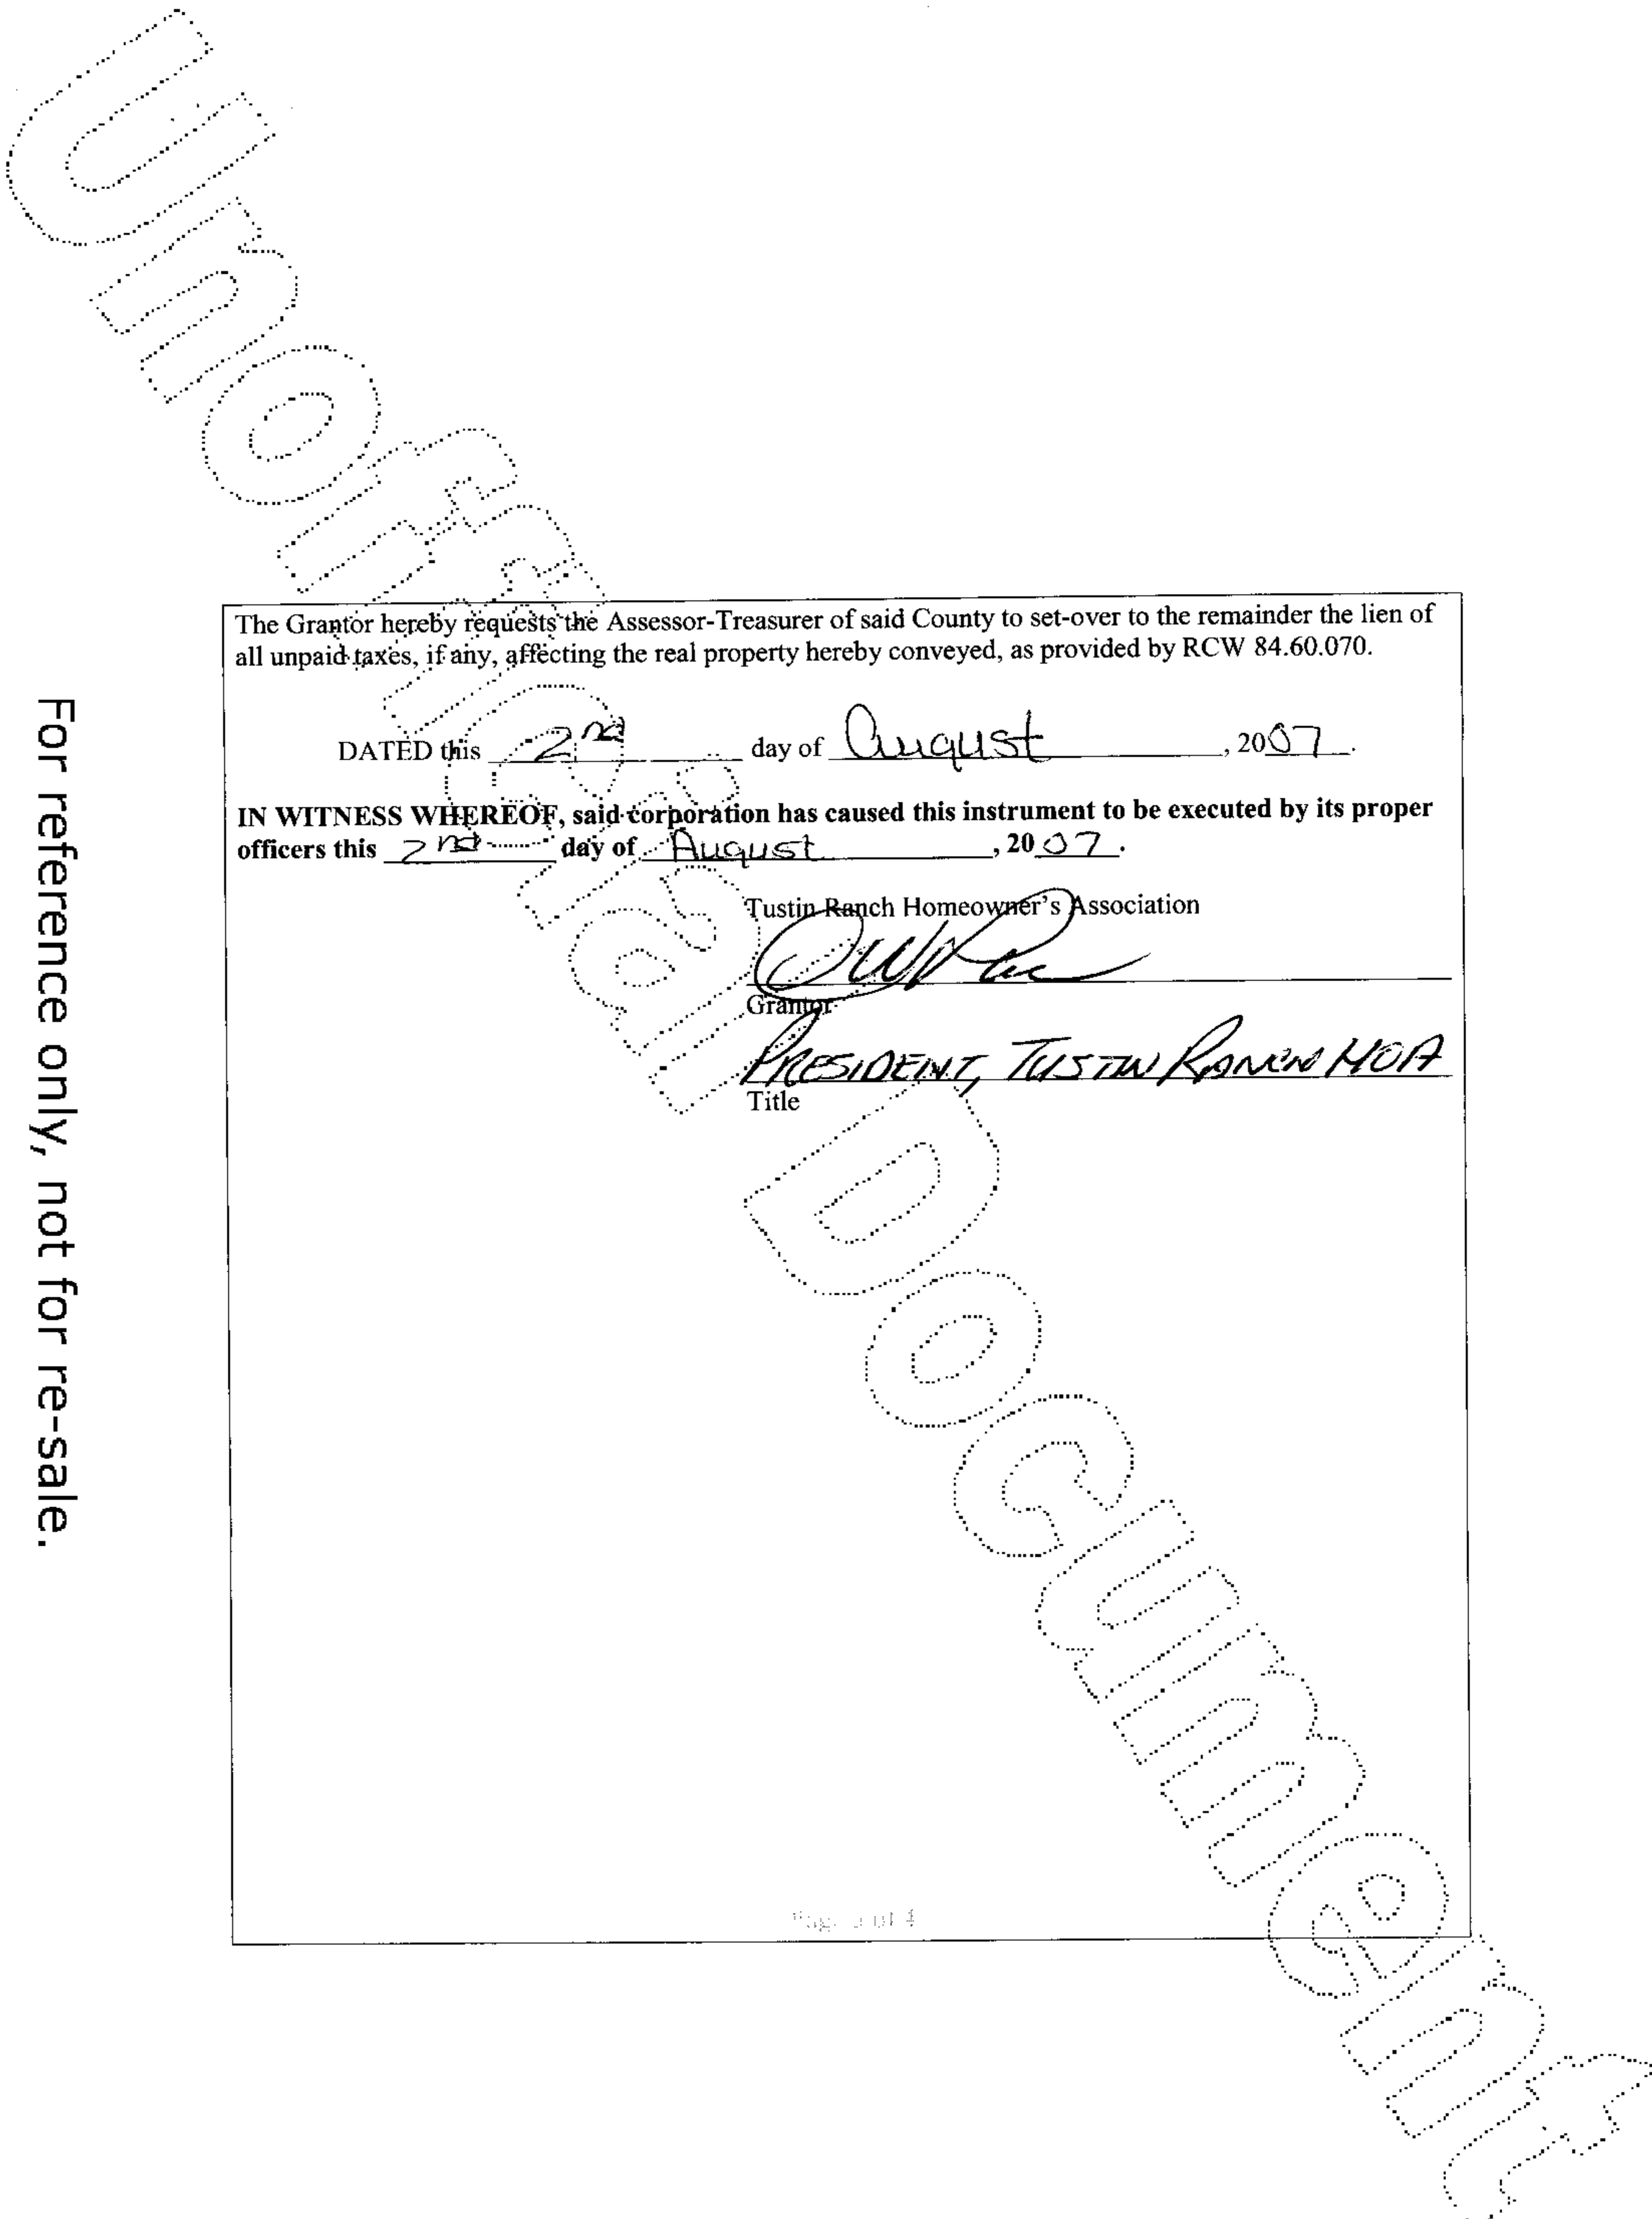 Unofficial Document
For reference only, not for re-sale.
The Grantor hereby requests the Assessor-Treasurer of said County to set-over to the remainder the lien of
all unpaid taxes, if any, affecting the real property hereby conveyed, as provided by RCW 84.60.070.
DATED this 2nd day of August, 2007.
IN WITNESS WHEREOF, said corporation has caused this instrument to be executed by its proper
officers this 2nd day of August, 2007.
Tustin Ranch Homeowner's Association
Grantor
PRESIDENT, TUSTIN RANCH HOA
Title